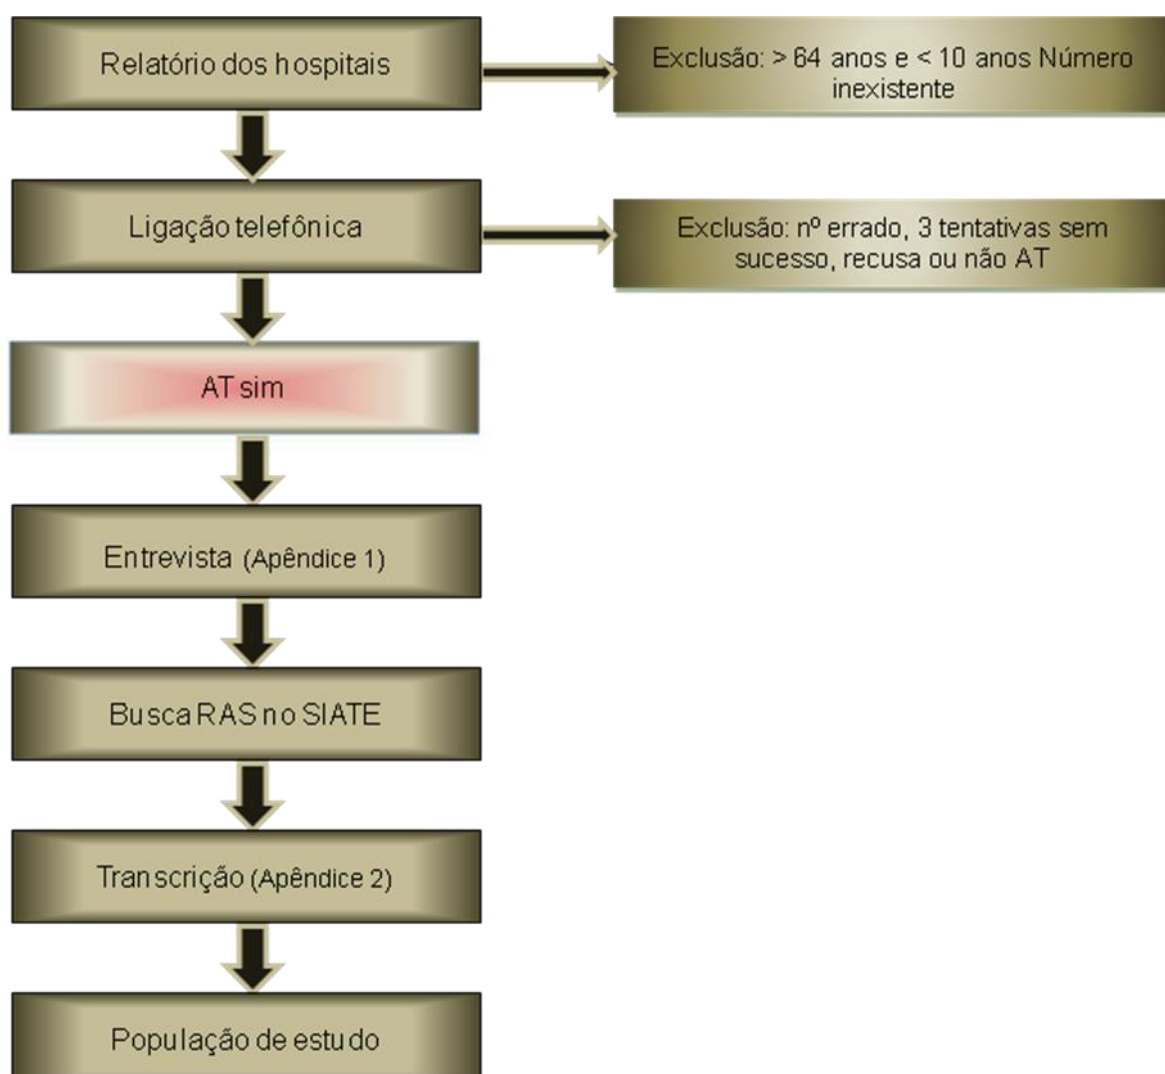 Relatório dos hospitais
Exclusão: > 64 anos e < 10 anos Número
inexistente
Ligação telefônica
Exclusão: nº errado, 3 tentativas sem
sucesso, recusa ou não AT
AT sim
Entrevista (Apêndice 1)
Busca RAS no SIATE
Transcrição (Apêndice 2)
População de estudo